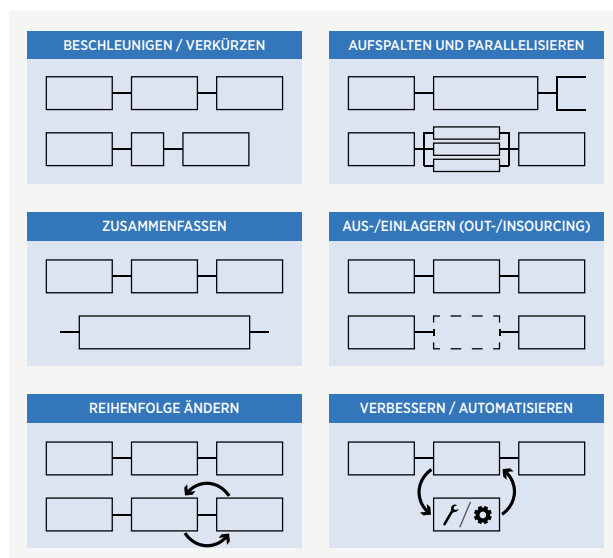 BESCHLEUNIGEN / VERKÜRZEN
AUFSPALTEN UND PARALLELISIEREN
ZUSAMMENFASSEN
AUS-/EINLAGERN (OUT-/INSOURCING)
REIHENFOLGE ÄNDERN
VERBESSERN / AUTOMATISIEREN
/